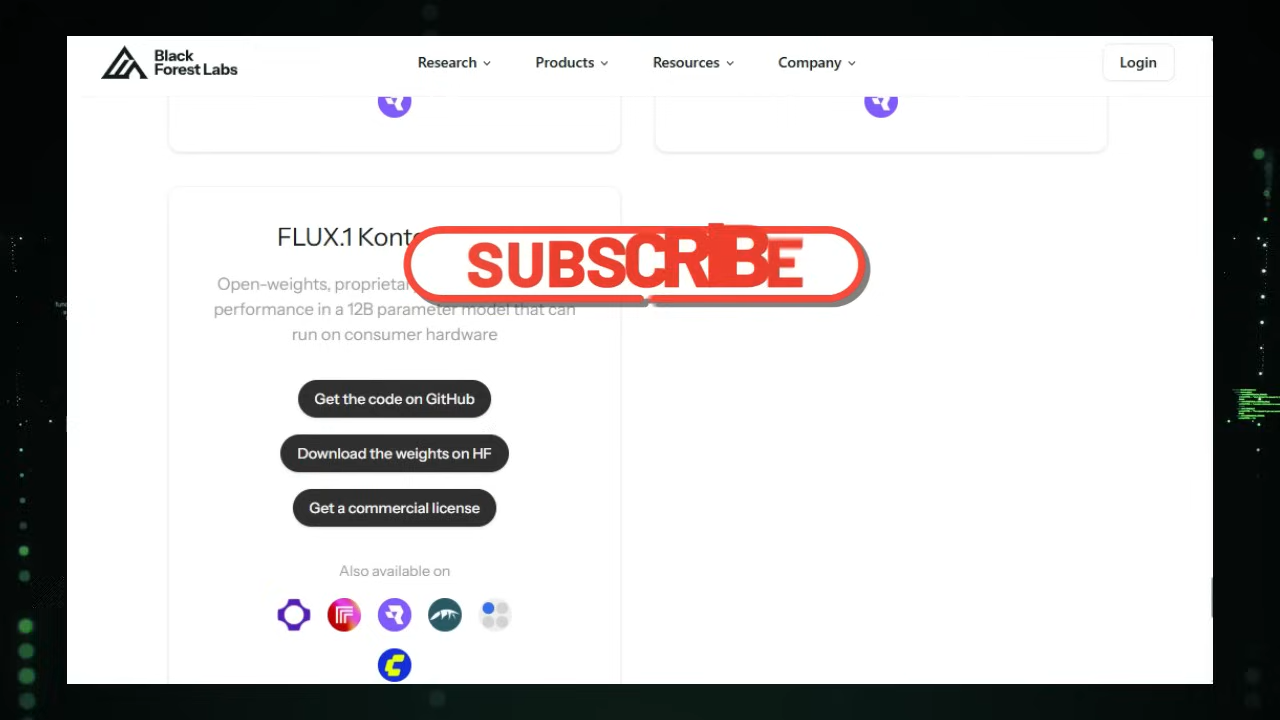 Black
Forest Labs
Research
Products
Resources
Company
Login
FLUX.1 Konte
SUBSCRIBE
Open-weights, proprietar
performance in a 12B parameter model that can
run on consumer hardware
Get the code on GitHub
Download the weights on HF
Get a commercial license
Also available on